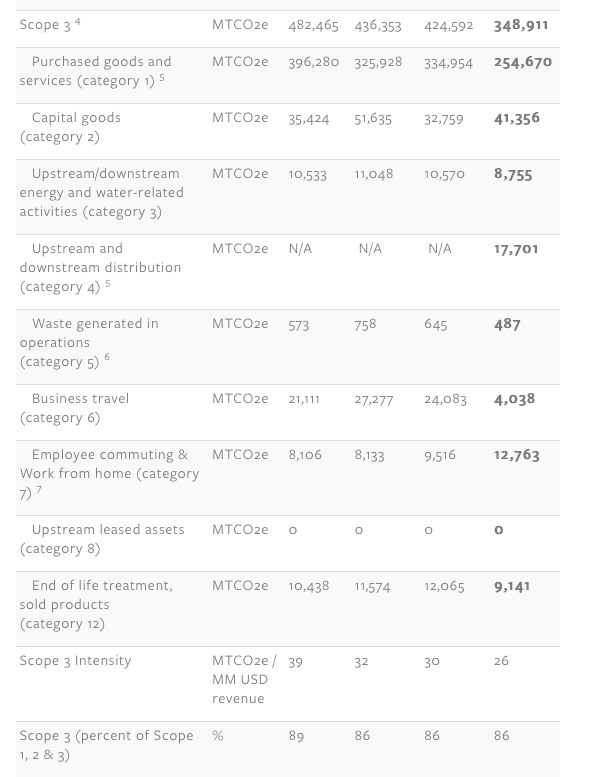 Scope 3 4 MTCO2e 482,465 436,353 424,592 348,911
Purchased goods and MTCO2e 396,280 325,928 334,954 254,670
services (category 1) 5
Capital goods MTCO2e 35,424 51,635 32,759 41,356
(category 2)
Upstream/downstream MTCO2e 10,533 11,048 10,570 8,755
energy and water-related
activities (category 3)
Upstream and MTCO2e N/A N/A N/A 17,701
downstream distribution
(category 4) 5
Waste generated in MTCO2e 573 758 645 487
operations
(category 5) 6
Business travel MTCO2e 21,111 27,277 24,083 4,038
(category 6)
Employee commuting & MTCO2e 8,106 8,133 9,516 12,763
Work from home (category
7) 7
Upstream leased assets MTCO2e 0 0 0 0
(category 8)
End of life treatment, MTCO2e 10,438 11,574 12,065 9,141
sold products
(category 12)
Scope 3 Intensity MTCO2e / 39 32 30 26
MM USD
revenue
Scope 3 (percent of Scope % 89 86 86 86
1, 2 & 3)